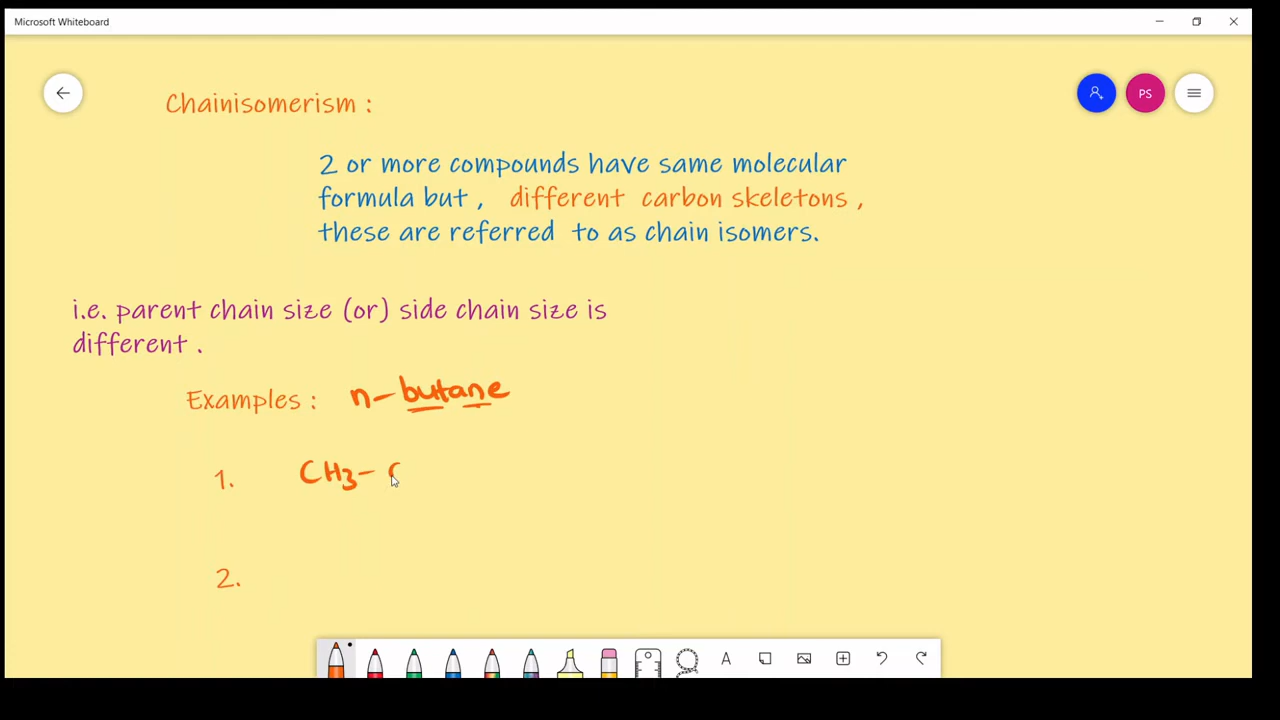 Microsoft Whiteboard
PS
Chainisomerism :
2 or more compounds have same molecular
formula but , different carbon skeletons ,
these are referred to as chain isomers.
i.e. parent chain size (or) side chain size is
different .
Examples : n-butane
1. CH3-
2.
A